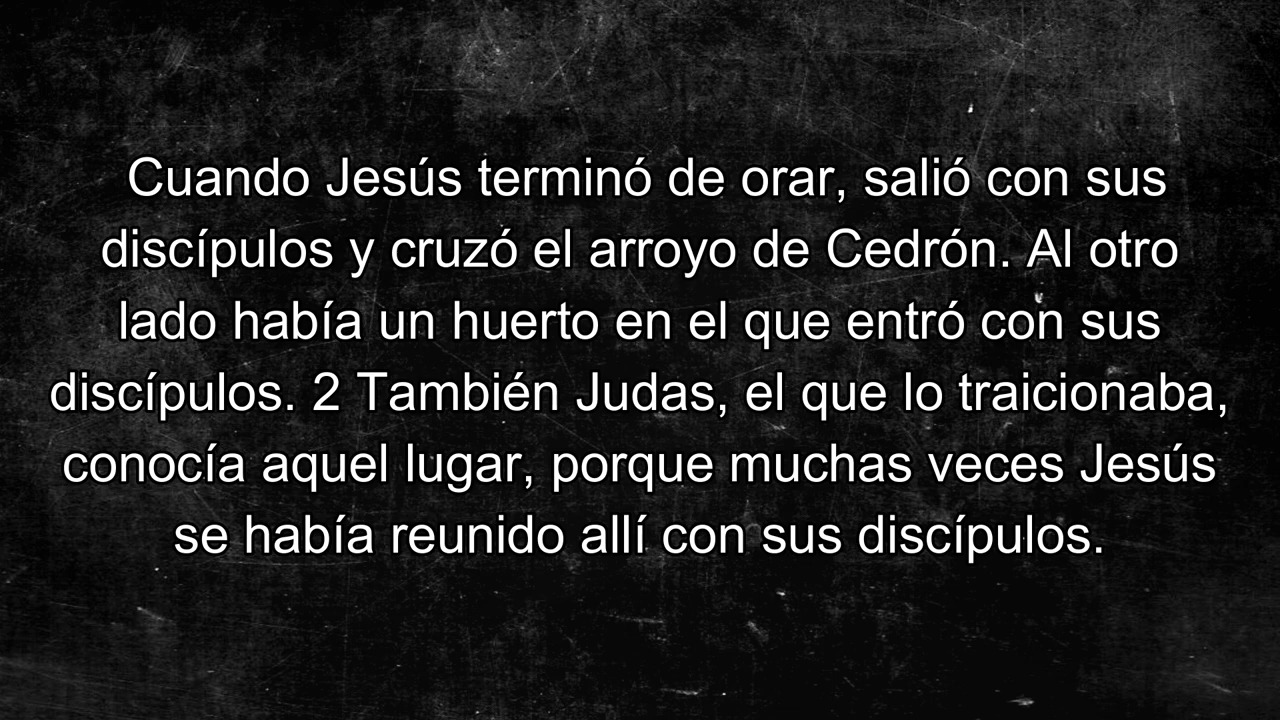 Cuando Jesús terminó de orar, salió con sus
discípulos y cruzó el arroyo de Cedrón. Al otro
lado había un huerto en el que entró con sus
discípulos. 2 También Judas, el que lo traicionaba,
conocía aquel lugar, porque muchas veces Jesús
se había reunido allí con sus discípulos.